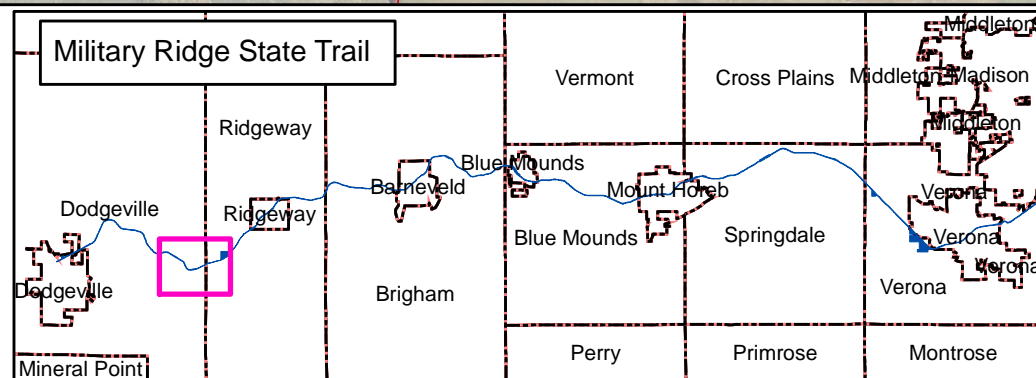 Military Ridge State Trail
Middleton
Vermont
Cross Plains
Middleton
Madison
Middleton
Ridgeway
Blue Mounds
Barneveld
Mount Horeb
Verona
Dodgeville
Ridgeway
Blue Mounds
Springdale
Verona
Verona
Dodgeville
Brigham
Verona
Perry
Primrose
Montrose
Mineral Point